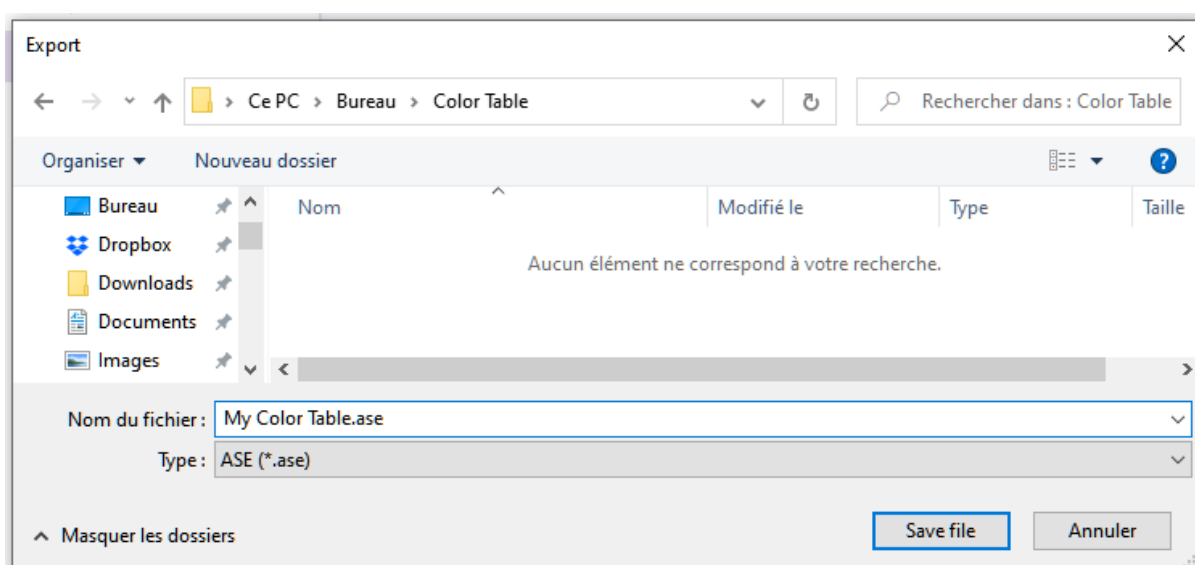 Export
Ce PC > Bureau > Color Table
Rechercher dans : Color Table
Organiser
Nouveau dossier
?
Bureau
Dropbox
Downloads
Documents
Images
Nom
Modifié le
Type
Taille
Aucun élément ne correspond à votre recherche.
Nom du fichier : My Color Table.ase
Type : ASE (*.ase)
Masquer les dossiers
Save file
Annuler